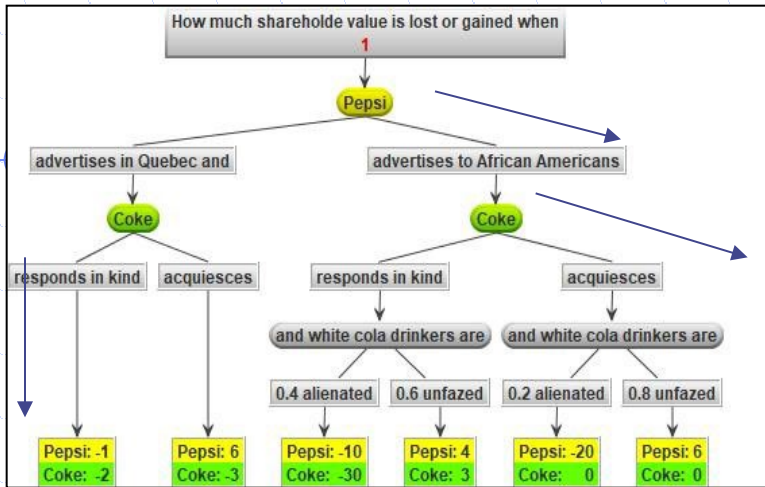 How much shareholde value is lost or gained when
1
Pepsi
advertises in Quebec and
advertises to African Americans
Coke
Coke
responds in kind
acquiesces
responds in kind
acquiesces
and white cola drinkers are
and white cola drinkers are
0.4 alienated
0.6 unfazed
0.2 alienated
0.8 unfazed
Pepsi: -1
Coke: -2
Pepsi: 6
Coke: -3
Pepsi: -10
Coke: -30
Pepsi: 4
Coke: 3
Pepsi: -20
Coke: 0
Pepsi: 6
Coke: 0